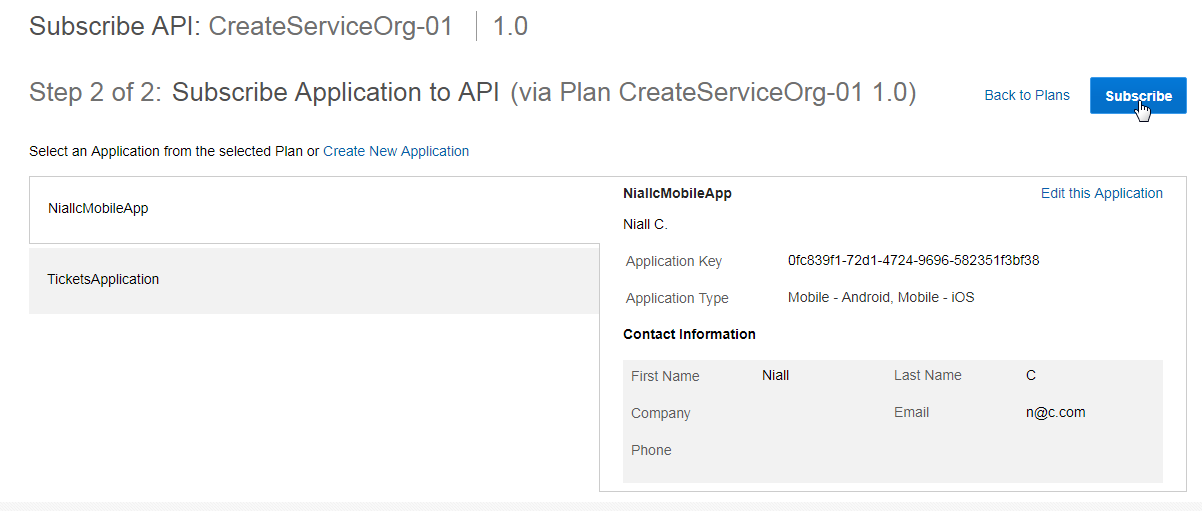 Subscribe API: CreateServiceOrg-01 1.0
Step 2 of 2: Subscribe Application to API (via Plan CreateServiceOrg-01 1.0) Back to Plans Subscribe
Select an Application from the selected Plan or Create New Application
NiallcMobileApp
TicketsApplication
NiallcMobileApp Edit this Application
Niall C.
Application Key 0fc839f1-72d1-4724-9696-582351f3bf38
Application Type Mobile - Android, Mobile - iOS
Contact Information
First Name Niall Last Name C
Company Email n@c.com
Phone